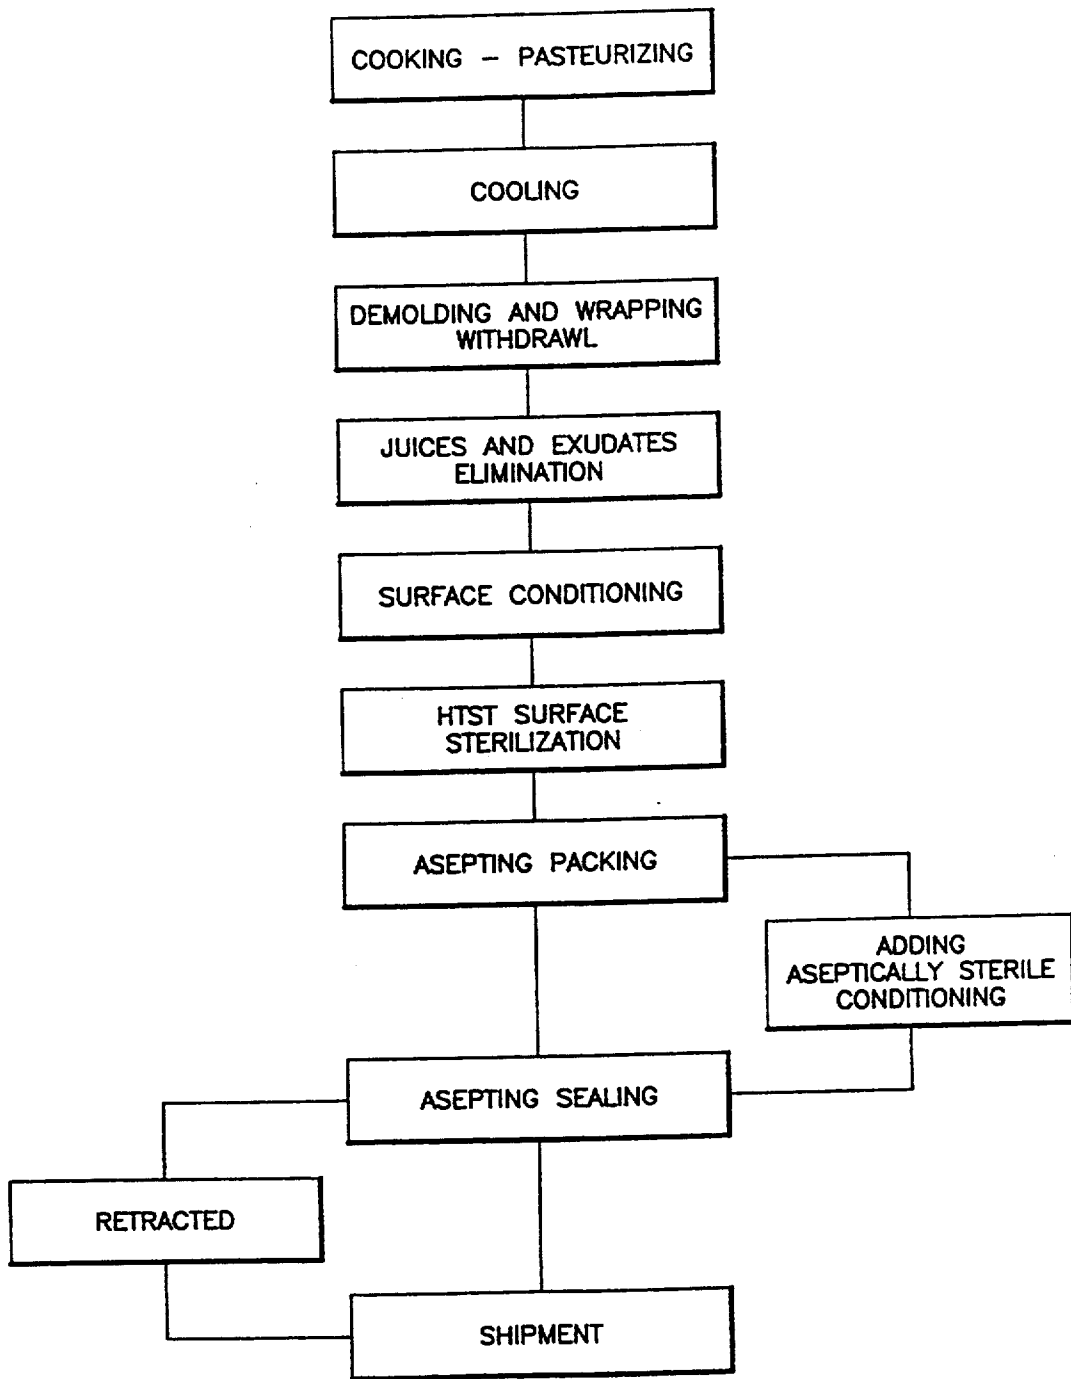 COOKING – PASTEURIZING
COOLING
DEMOLDING AND WRAPPING
WITHDRAWL
JUICES AND EXUDATES
ELIMINATION
SURFACE CONDITIONING
HTST SURFACE
STERILIZATION
ASEPTING PACKING
ADDING
ASEPTICALLY STERILE
CONDITIONING
ASEPTING SEALING
RETRACTED
SHIPMENT